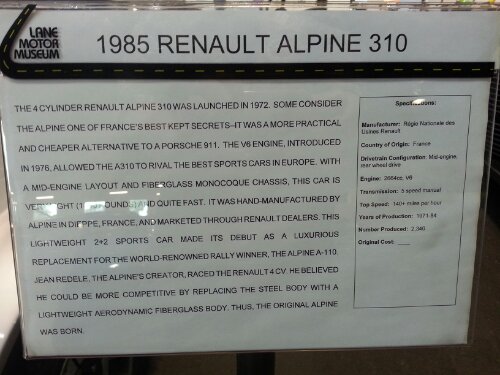 LANE
MOTOR
MUSEUM
1985 RENAULT ALPINE 310
THE 4 CYLINDER RENAULT ALPINE 310 WAS LAUNCHED IN 1972. SOME CONSIDER
THE ALPINE ONE OF FRANCE'S BEST KEPT SECRETS–IT WAS A MORE PRACTICAL
AND CHEAPER ALTERNATIVE TO A PORSCHE 911. THE V6 ENGINE, INTRODUCED
IN 1976, ALLOWED THE A310 TO RIVAL THE BEST SPORTS CARS IN EUROPE. WITH
A MID-ENGINE LAYOUT AND FIBERGLASS MONOCOQUE CHASSIS, THIS CAR IS
VERY LIGHT AND QUITE FAST. IT WAS HAND-MANUFACTURED BY
ALPINE IN DIEPPE, FRANCE, AND MARKETED THROUGH RENAULT DEALERS. THIS
LIGHTWEIGHT 2+2 SPORTS CAR MADE ITS DEBUT AS A LUXURIOUS
REPLACEMENT FOR THE WORLD-RENOWNED RALLY WINNER, THE ALPINE A-110.
JEAN REDELE, THE ALPINE'S CREATOR, RACED THE RENAULT 4 CV. HE BELIEVED
HE COULD BE MORE COMPETITIVE BY REPLACING THE STEEL BODY WITH A
LIGHTWEIGHT AERODYNAMIC FIBERGLASS BODY. THUS, THE ORIGINAL ALPINE
WAS BORN.
Specifications:
Manufacturer: Régie Nationale des
Usines Renault
Country of Origin: France
Drivetrain Configuration: Mid-engine,
rear wheel drive
Engine: 2664cc, V6
Transmission: 5 speed manual
Top Speed: 140+ miles per hour
Years of Production: 1971-84
Number Produced: 2,346
Original Cost: ____